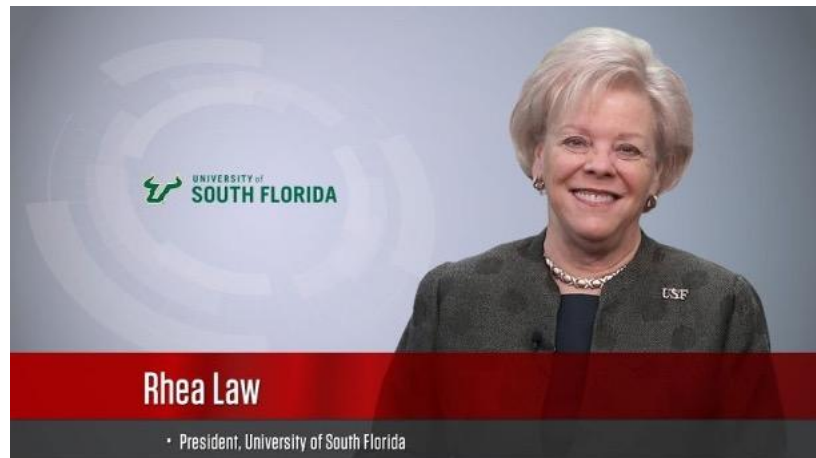 UNIVERSITY of
SOUTH FLORIDA
USF
Rhea Law
• President, University of South Florida